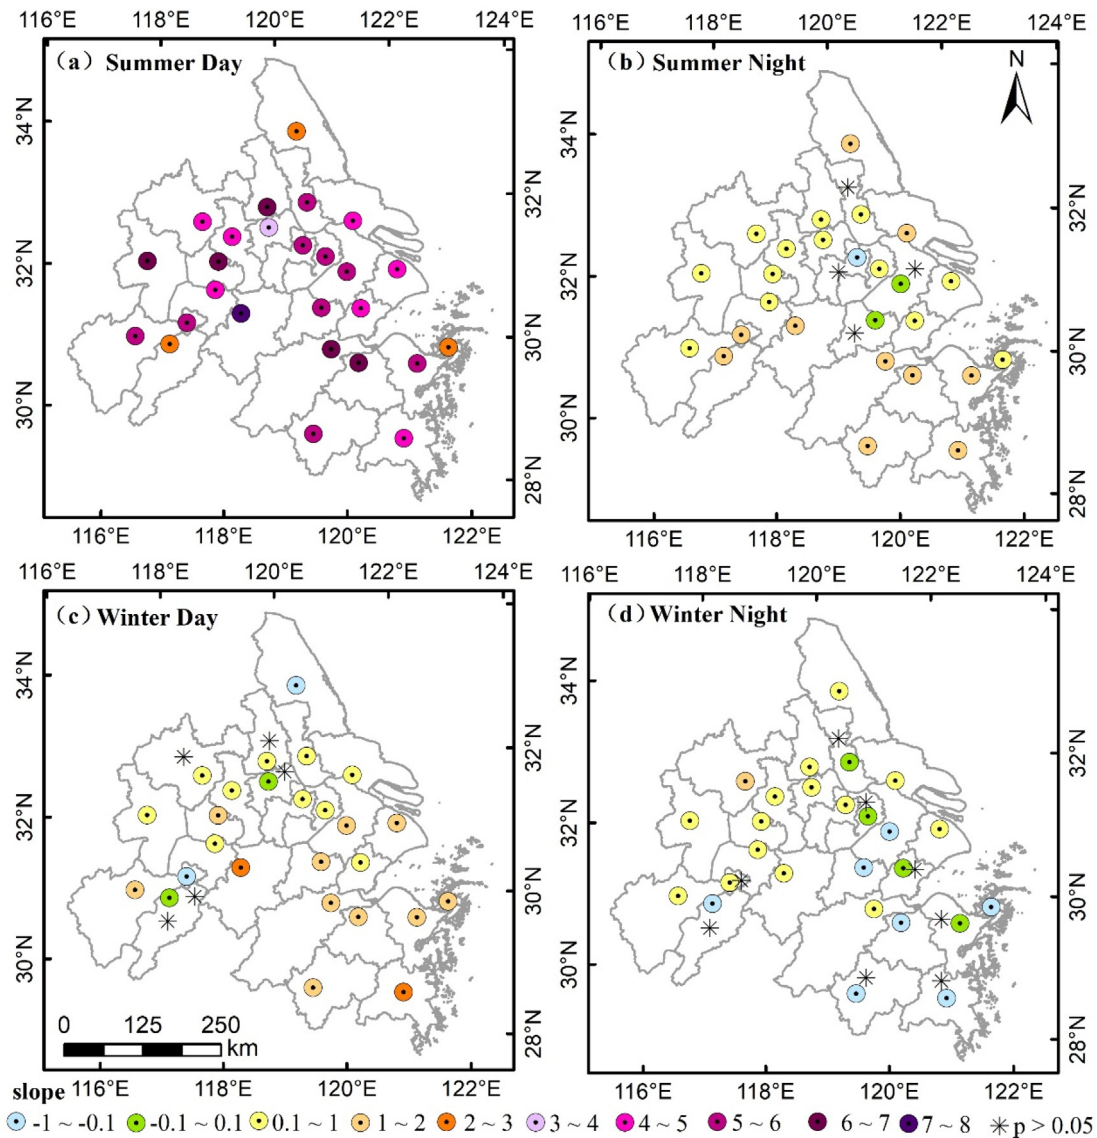 116°E 118°E 120°E 122°E 124°E
116°E 118°E 120°E 122°E 124°E
(a) Summer Day
(b) Summer Night
N
34°N
32°N
30°N
32°N
30°N
28°N
34°N
32°N
30°N
32°N
30°N
28°N
116°E 118°E 120°E 122°E
116°E 118°E 120°E 122°E
116°E 118°E 120°E 122°E 124°E
116°E 118°E 120°E 122°E 124°E
(c) Winter Day
(d) Winter Night
34°N
32°N
30°N
32°N
30°N
28°N
34°N
32°N
30°N
32°N
30°N
28°N
0 125 250
km
116°E 118°E 120°E 122°E
116°E 118°E 120°E 122°E
slope
-1 ~ -0.1 -0.1 ~ 0.1 0.1 ~ 1 1 ~ 2 2 ~ 3 3 ~ 4 4 ~ 5 5 ~ 6 6 ~ 7 7 ~ 8 p > 0.05